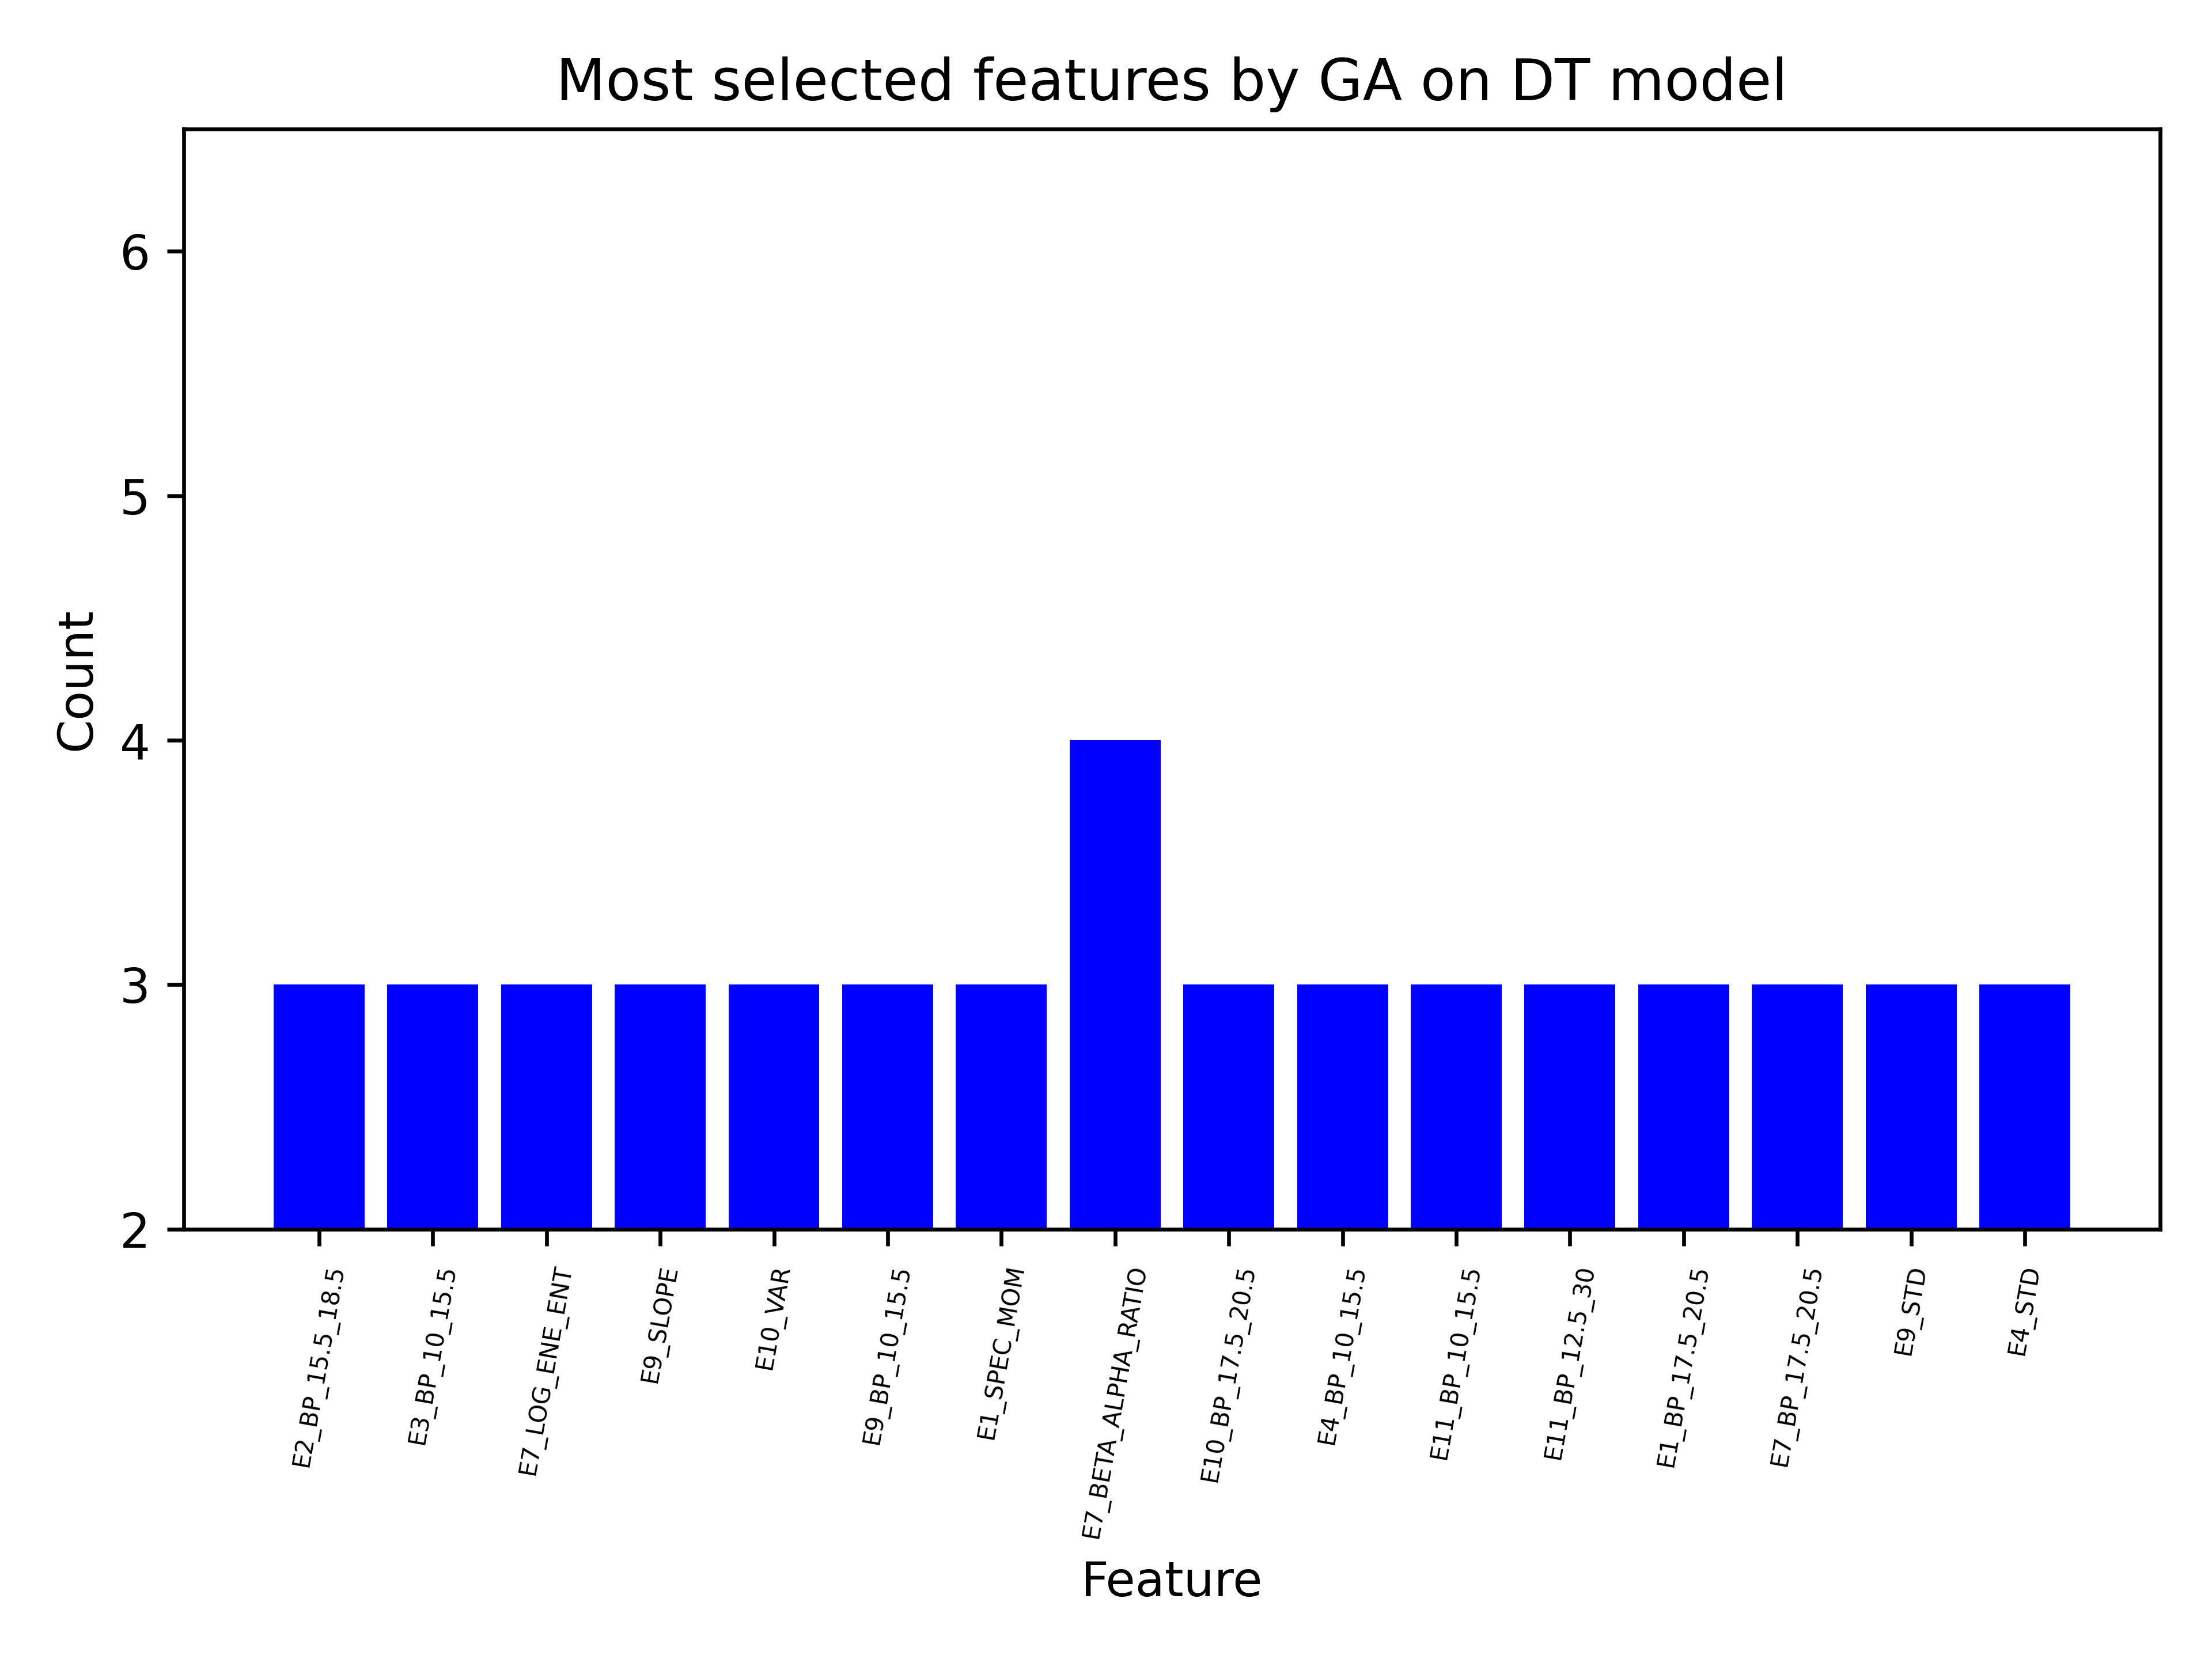 Most selected features by GA on DT model
6
5
4
3
2
Count
E2_BP_15.5_18.5
E3_BP_10_15.5
E7_LOG_ENE_ENT
E9_SLOPE
E10_VAR
E9_BP_10_15.5
E1_SPEC_MOM
E7_BETA_ALPHA_RATIO
E10_BP_17.5_20.5
E4_BP_10_15.5
E11_BP_10_15.5
E11_BP_12.5_30
E1_BP_17.5_20.5
E7_BP_17.5_20.5
E9_STD
E4_STD
Feature